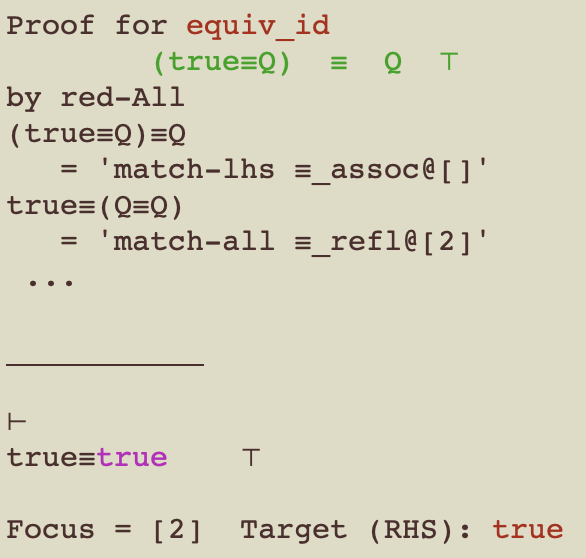 Proof for equiv_id
(true≡Q) ≡ Q ⊤
by red-All
(true≡Q)≡Q
= 'match-lhs ≡_assoc@[]'
true≡(Q≡Q)
= 'match-all ≡_refl@[2]'
...
⊢
true≡true ⊤
Focus = [2] Target (RHS): true